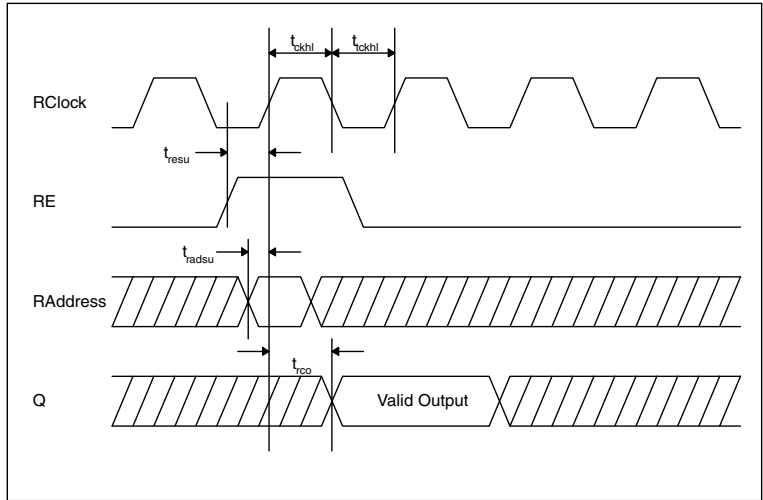 tckhl tckhl
RClock
tresu
RE
tradsu
RAddress
trco
Q Valid Output